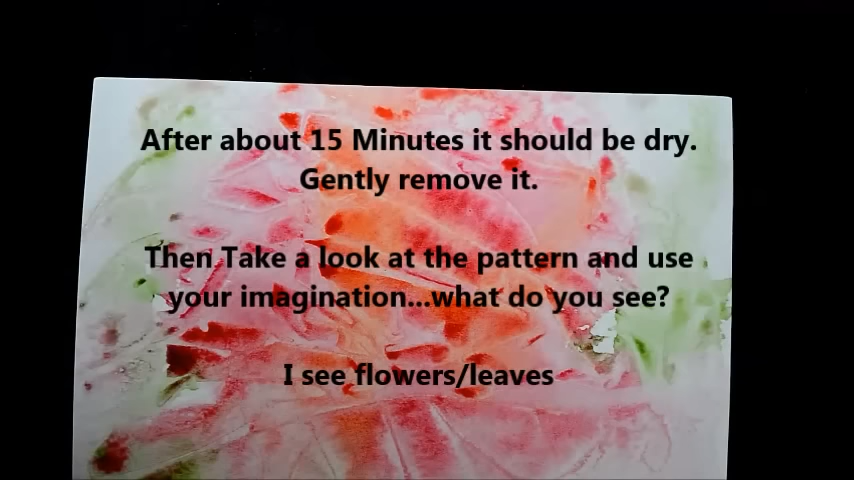 After about 15 Minutes it should be dry.
Gently remove it.
Then Take a look at the pattern and use
your imagination...what do you see?
I see flowers/leaves